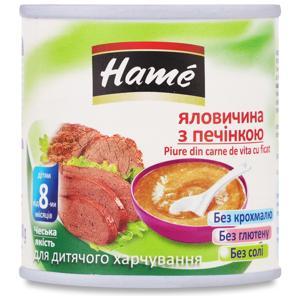 Hamé
ЯЛОВИЧИНА
З ПЕЧІНКОЮ
Piure din carne de vita cu ficat
дітям
від 8-ми
місяців
Чеська
якість
Без крохмалю
Без глютену
Без солі
для дитячого харчування